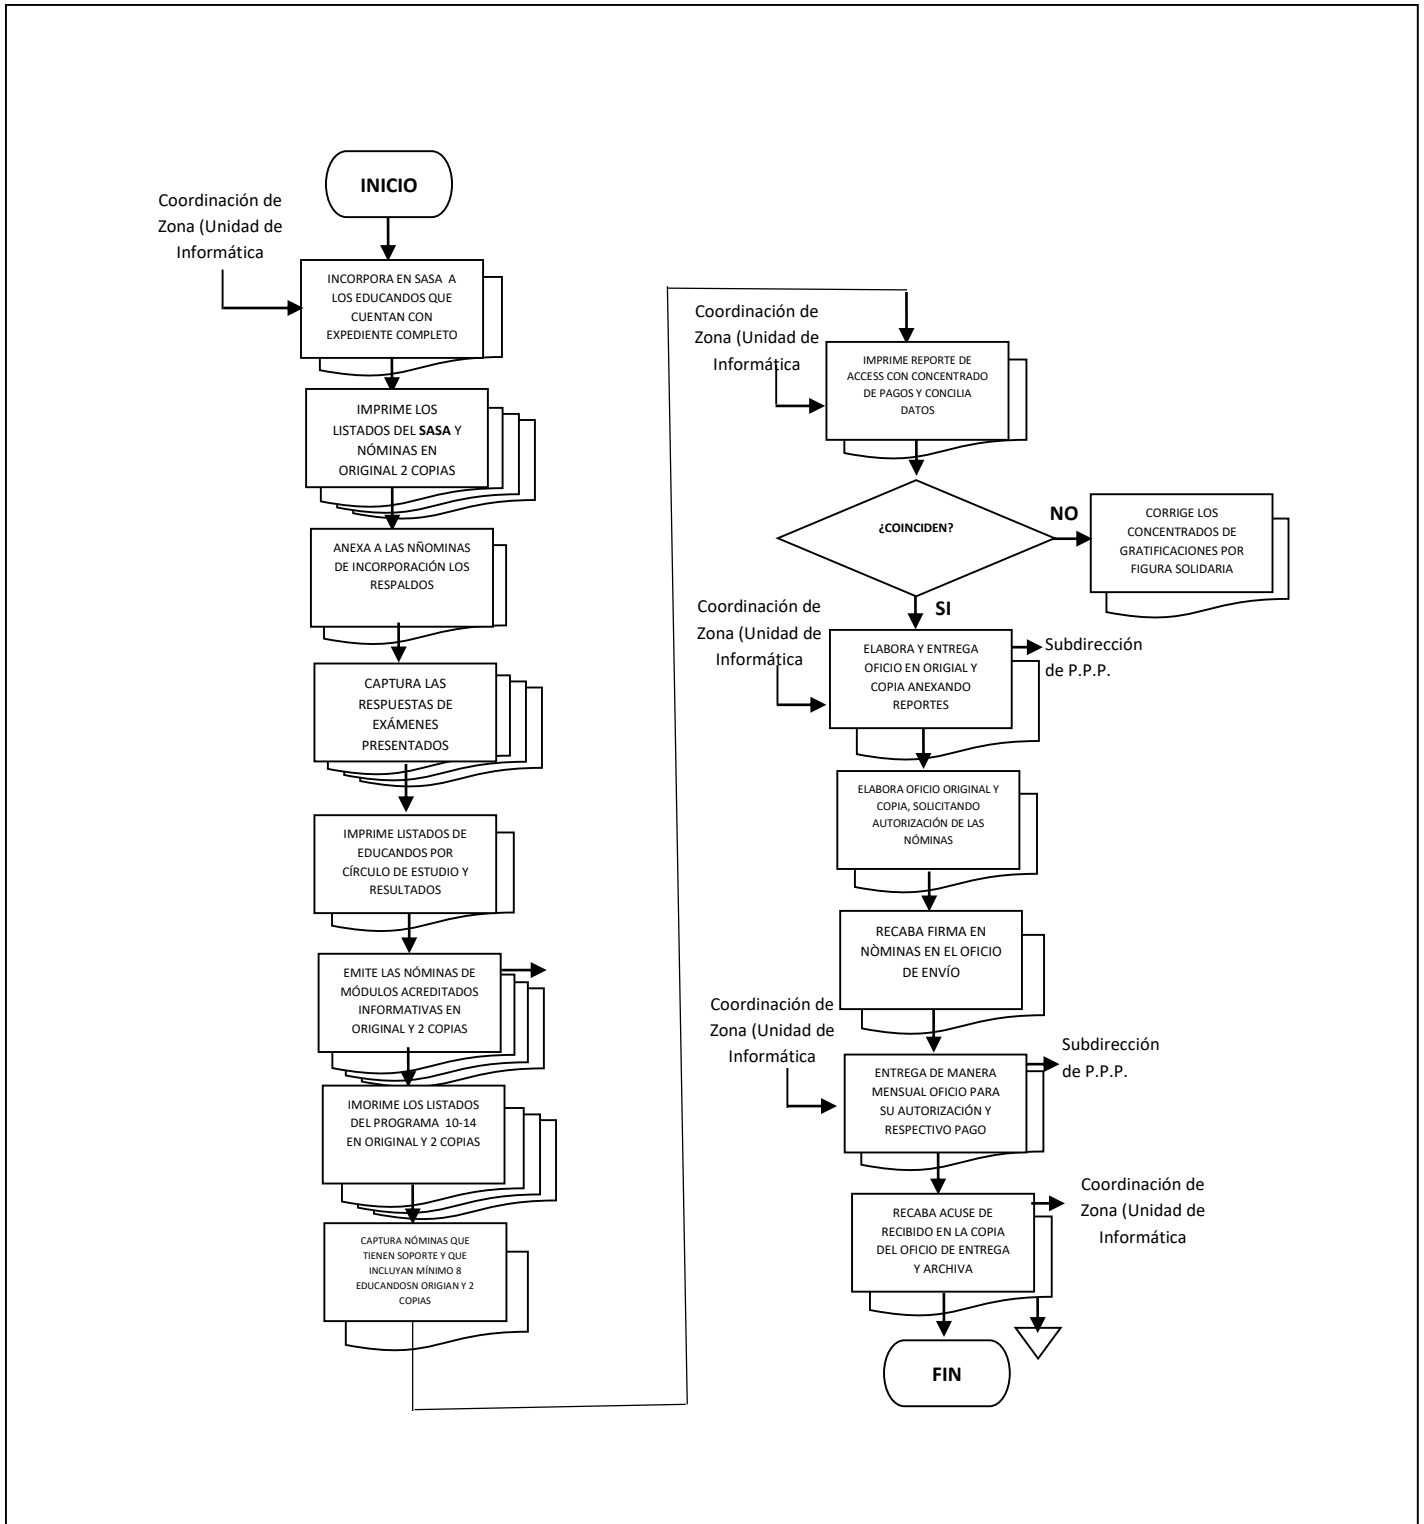 INICIO
Coordinación de
Zona (Unidad de
Informática
INCORPORA EN SASA A
LOS EDUCANDOS QUE
CUENTAN CON
EXPEDIENTE COMPLETO
IMPRIME LOS
LISTADOS DEL SASA Y
NÓMINAS EN
ORIGINAL 2 COPIAS
ANEXA A LAS NÑOMINAS
DE INCORPORACIÓN LOS
RESPALDOS
CAPTURA LAS
RESPUESTAS DE
EXÁMENES
PRESENTADOS
IMPRIME LISTADOS DE
EDUCANDOS POR
CÍRCULO DE ESTUDIO Y
RESULTADOS
EMITE LAS NÓMINAS DE
MÓDULOS ACREDITADOS
INFORMATIVAS EN
ORIGINAL Y 2 COPIAS
IMORIME LOS LISTADOS
DEL PROGRAMA 10-14
EN ORIGINAL Y 2 COPIAS
CAPTURA NÓMINAS QUE
TIENEN SOPORTE Y QUE
INCLUYAN MÍNIMO 8
EDUCANDOSN ORIGIAN Y 2
COPIAS
Coordinación de
Zona (Unidad de
Informática
IMPRIME REPORTE DE
ACCESS CON CONCENTRADO
DE PAGOS Y CONCILIA
DATOS
¿COINCIDEN?
NO
CORRIGE LOS
CONCENTRADOS DE
GRATIFICACIONES POR
FIGURA SOLIDARIA
SI
Coordinación de
Zona (Unidad de
Informática
ELABORA Y ENTREGA
OFICIO EN ORIGIAL Y
COPIA ANEXANDO
REPORTES
Subdirección
de P.P.P.
ELABORA OFICIO ORIGINAL Y
COPIA, SOLICITANDO
AUTORIZACIÓN DE LAS
NÓMINAS
RECABA FIRMA EN
NÒMINAS EN EL OFICIO
DE ENVÍO
Coordinación de
Zona (Unidad de
Informática
ENTREGA DE MANERA
MENSUAL OFICIO PARA
SU AUTORIZACIÓN Y
RESPECTIVO PAGO
Subdirección
de P.P.P.
RECABA ACUSE DE
RECIBIDO EN LA COPIA
DEL OFICIO DE ENTREGA
Y ARCHIVA
Coordinación de
Zona (Unidad de
Informática
FIN